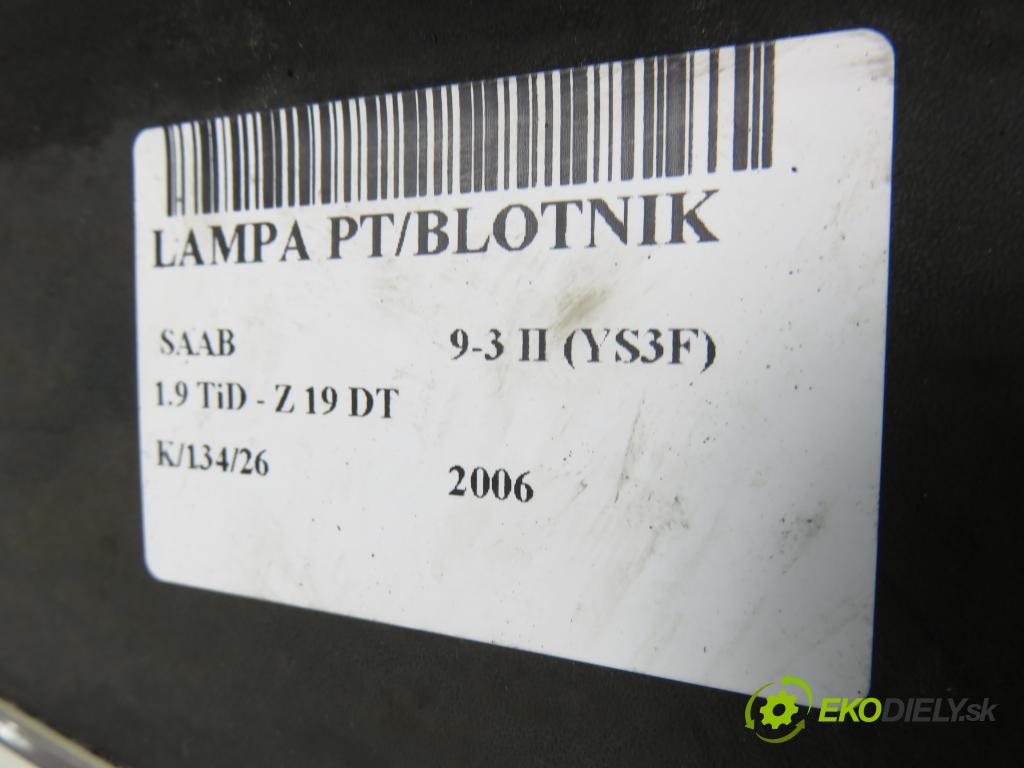 LAMPA PT/BLOTNIK
SAAB 9-3 II (YS3F)
1.9 TiD - Z 19 DT
K/134/26
2006
EKODIELY.sk